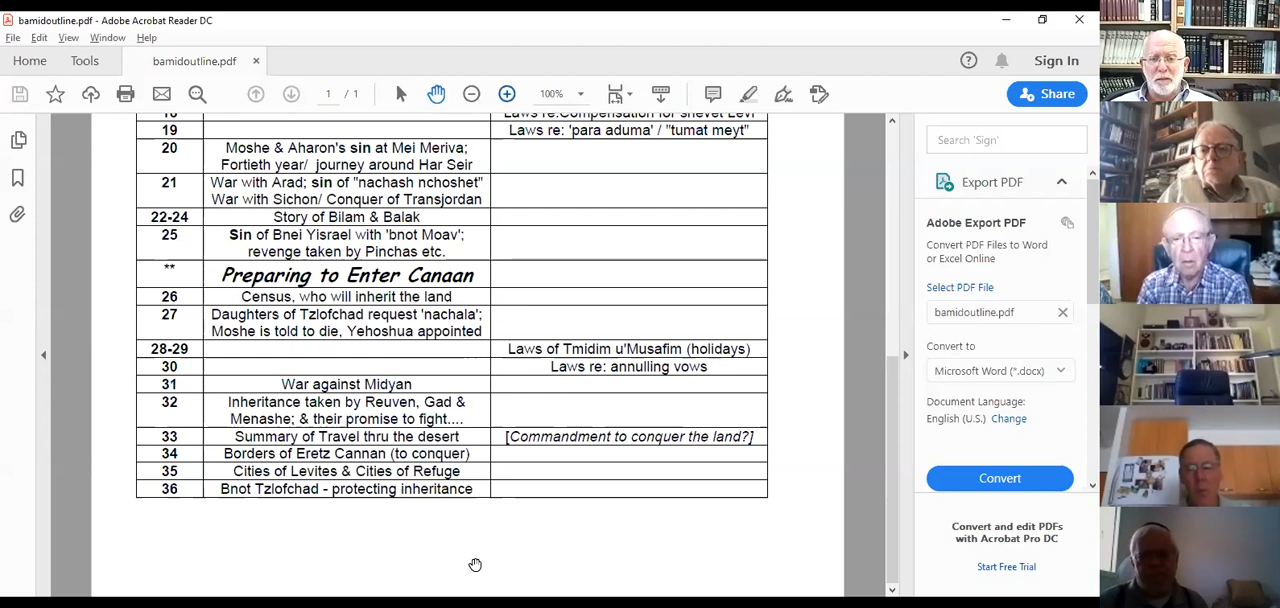 bamidoutline.pdf - Adobe Acrobat Reader DC
File Edit View Window Help
Home Tools bamidoutline.pdf × Sign In
1 / 1 100% Share
18 Laws re:Compensation for shevet Levi
19 Laws re: 'para aduma' / "tumat meyt"
20 Moshe & Aharon's sin at Mei Meriva;
Fortieth year/ journey around Har Seir
21 War with Arad; sin of "nachash nchoshet"
War with Sichon/ Conquer of Transjordan
22-24 Story of Bilam & Balak
25 Sin of Bnei Yisrael with 'bnot Moav';
revenge taken by Pinchas etc.
** Preparing to Enter Canaan
26 Census, who will inherit the land
27 Daughters of Tzlofchad request 'nachala';
Moshe is told to die, Yehoshua appointed
28-29 Laws of Tmidim u'Musafim (holidays)
30 Laws re: annulling vows
31 War against Midyan
32 Inheritance taken by Reuven, Gad &
Menashe; & their promise to fight....
33 Summary of Travel thru the desert [Commandment to conquer the land?]
34 Borders of Eretz Cannan (to conquer)
35 Cities of Levites & Cities of Refuge
36 Bnot Tzlofchad - protecting inheritance
Search 'Sign'
Export PDF
Adobe Export PDF
Convert PDF Files to Word
or Excel Online
Select PDF File
bamidoutline.pdf
Convert to
Microsoft Word (*.docx)
Document Language:
English (U.S.) Change
Convert
Convert and edit PDFs
with Acrobat Pro DC
Start Free Trial